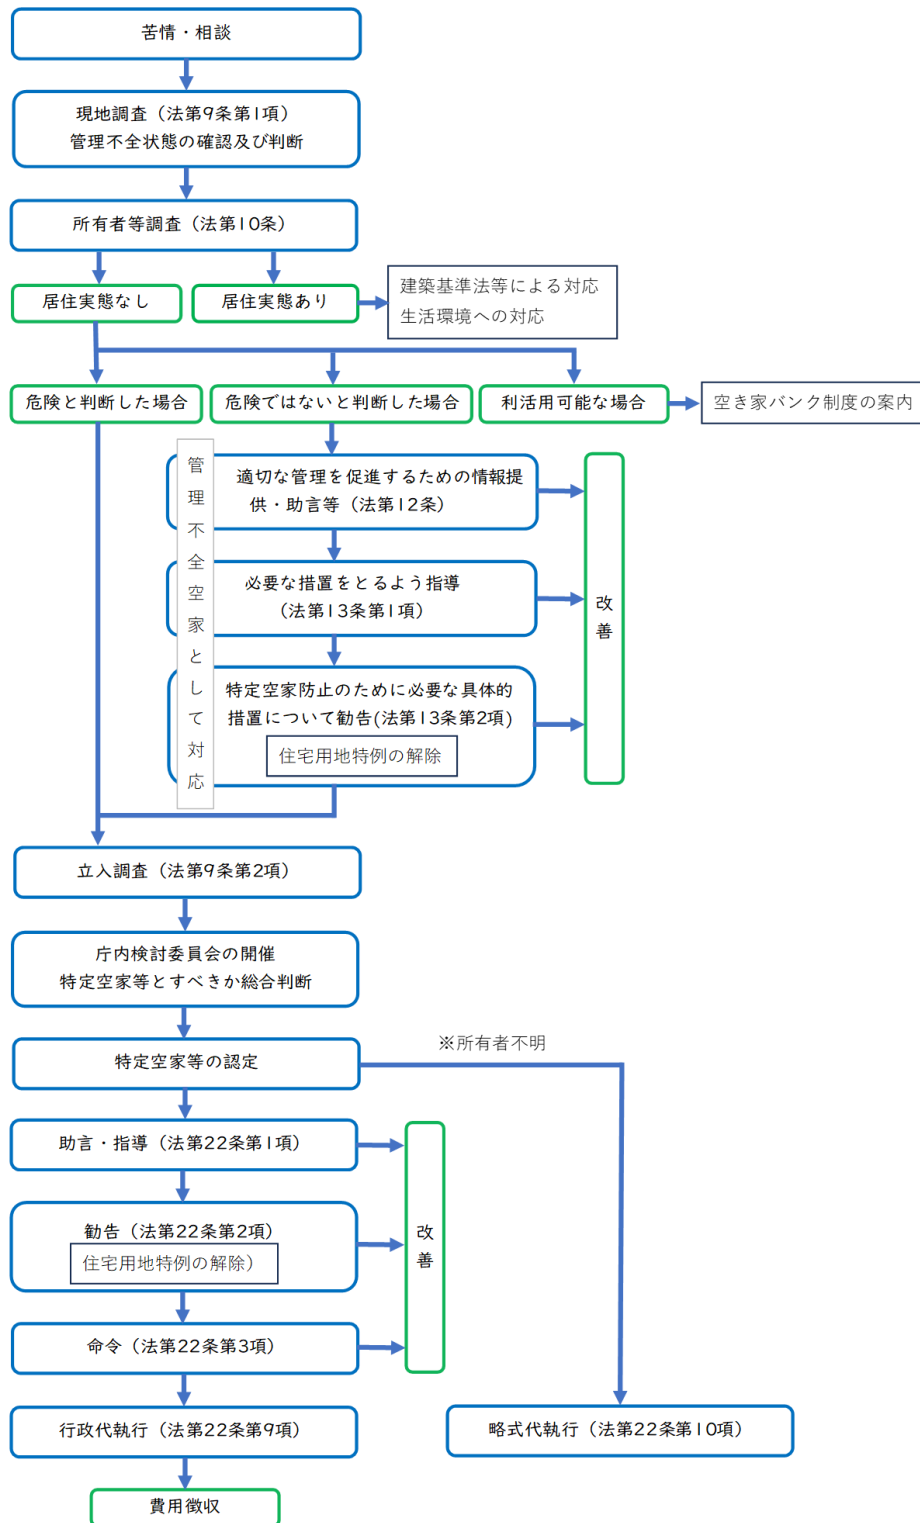 苦情・相談
現地調査（法第9条第1項）
管理不全状態の確認及び判断
所有者等調査（法第10条）
居住実態なし
居住実態あり
建築基準法等による対応
生活環境への対応
危険と判断した場合
危険ではないと判断した場合
利活用可能な場合
空き家バンク制度の案内
管理不全空家として対応
適切な管理を促進するための情報提
供・助言等（法第12条）
必要な措置をとるよう指導
（法第13条第1項）
特定空家防止のために必要な具体的
措置について勧告(法第13条第2項)
住宅用地特例の解除
改善
立入調査（法第9条第2項）
庁内検討委員会の開催
特定空家等とすべきか総合判断
※所有者不明
特定空家等の認定
助言・指導（法第22条第1項）
勧告（法第22条第2項）
住宅用地特例の解除）
改善
命令（法第22条第3項）
行政代執行（法第22条第9項）
略式代執行（法第22条第10項）
費用徴収